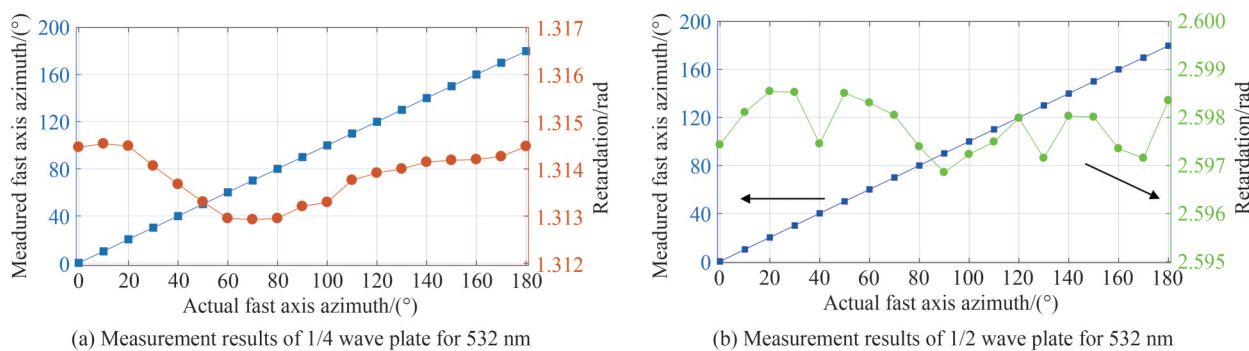 Meadured fast axis azimuth/(°)
200
160
120
80
40
0
1.317
1.316
1.315
1.314
1.313
1.312
Retardation/rad
0 20 40 60 80 100 120 140 160 180
Actual fast axis azimuth/(°)
(a) Measurement results of 1/4 wave plate for 532 nm
Meadured fast axis azimuth/(°)
200
160
120
80
40
0
2.600
2.599
2.598
2.597
2.596
2.595
Retardation/rad
0 20 40 60 80 100 120 140 160 180
Actual fast axis azimuth/(°)
(b) Measurement results of 1/2 wave plate for 532 nm